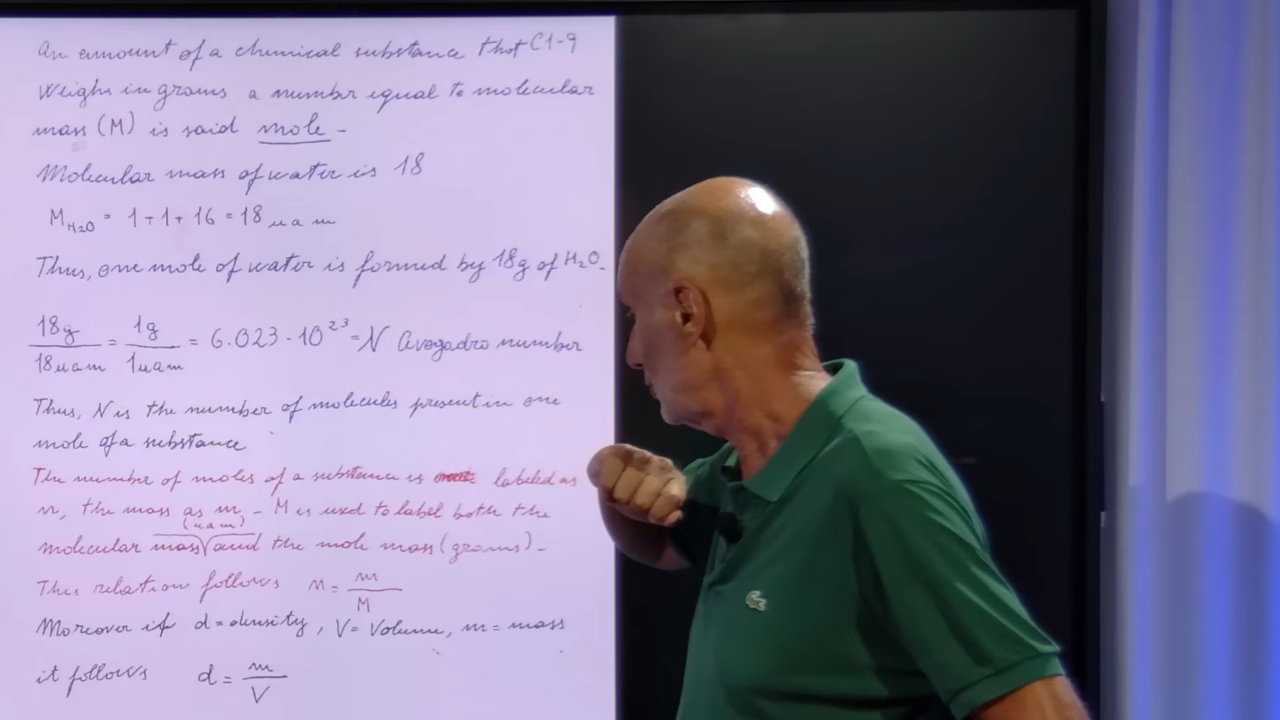 An amount of a chemical substance that C1-9
Weighs in grams a number equal to molecular
mass (M) is said mole -
Molecular mass of water is 18
M H2O = 1 + 1 + 16 = 18 uam
Thus, one mole of water is formed by 18g of H2O -
18g / 18uam = 1g / 1uam = 6.023 · 10^23 = N Avogadro number
Thus, N is the number of molecules present in one
mole of a substance
The number of moles of a substance is labeled as
n, the mass as m - M is used to label both the
(uam)
molecular mass √ and the mole mass (grams) -
This relation follows n = m / M
Moreover if d = density, V = Volume, m = mass
it follows d = m / V